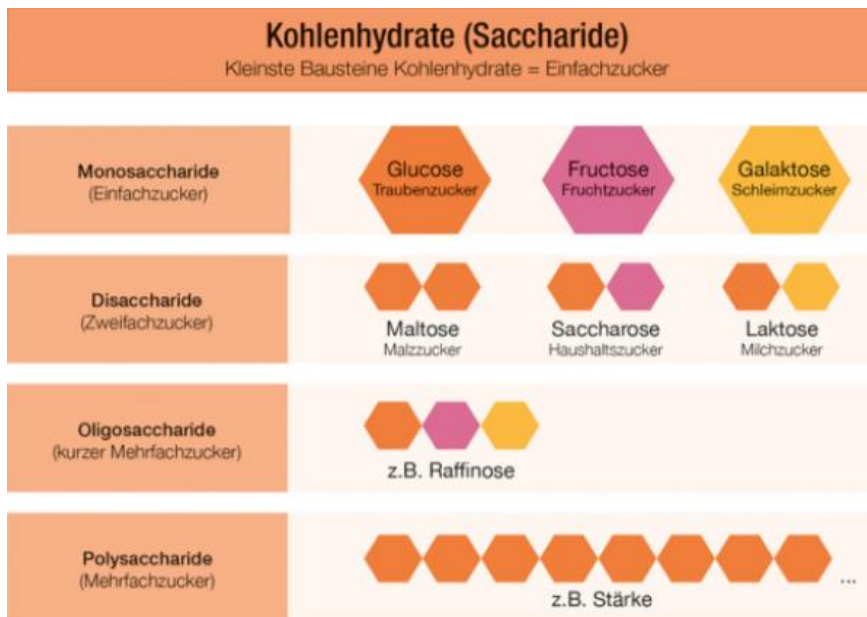 Kohlenhydrate (Saccharide)
Kleinste Bausteine Kohlenhydrate = Einfachzucker
Monosaccharide
(Einfachzucker)
Glucose
Traubenzucker
Fructose
Fruchtzucker
Galaktose
Schleimzucker
Disaccharide
(Zweifachzucker)
Maltose
Malzzucker
Saccharose
Haushaltszucker
Laktose
Milchzucker
Oligosaccharide
(kurzer Mehrfachzucker)
z.B. Raffinose
Polysaccharide
(Mehrfachzucker)
...
z.B. Stärke